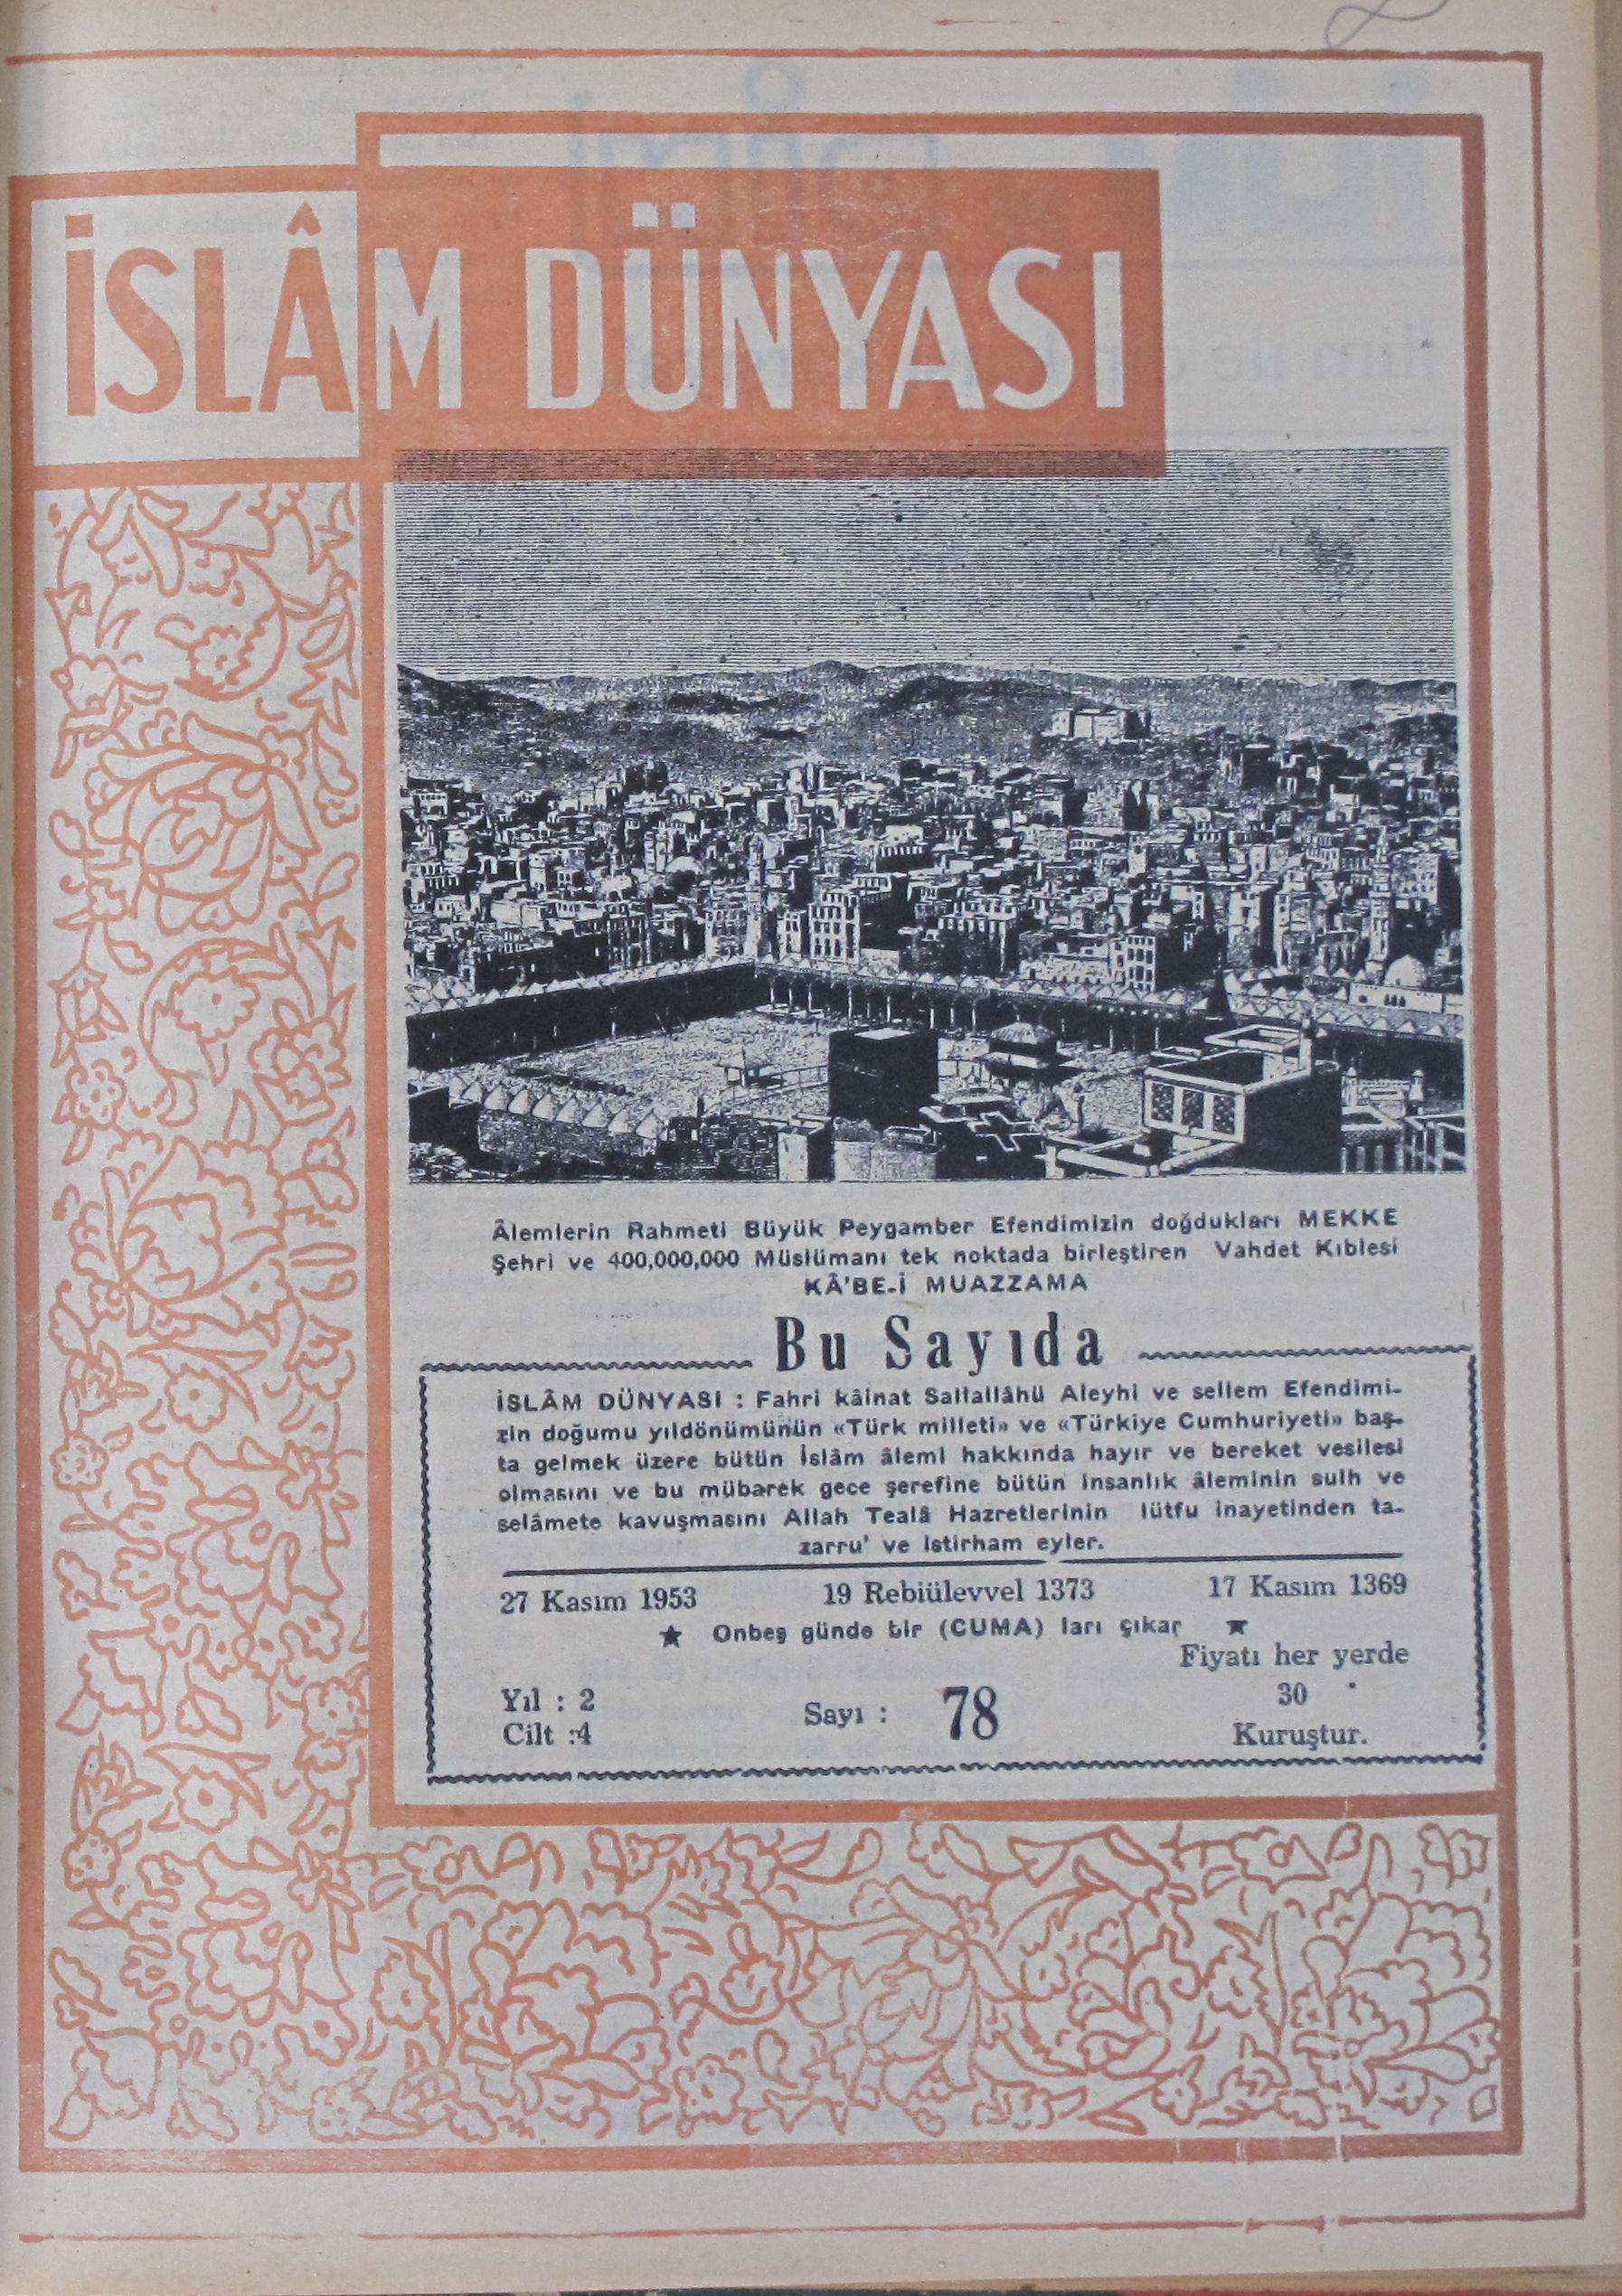 İSLÂM DÜNYASI
Âlemlerin Rahmeti Büyük Peygamber Efendimizin doğdukları MEKKE
Şehri ve 400,000,000 Müslümanı tek noktada birleştiren Vahdet Kıblesi
KÂ'BE-İ MUAZZAMA
Bu Sayıda
İSLÂM DÜNYASI : Fahri kâinat Sallallâhü Aleyhi ve sellem Efendimi-
zin doğumu yıldönümünün «Türk milleti» ve «Türkiye Cumhuriyeti» baş-
ta gelmek üzere bütün İslâm âlemi hakkında hayır ve bereket vesilesi
olmasını ve bu mübarek gece şerefine bütün insanlık âleminin sulh ve
selâmete kavuşmasını Allah Tealâ Hazretlerinin lütfu inayetinden ta-
zarru' ve istirham eyler.
27 Kasım 1953 19 Rebiülevvel 1373 17 Kasım 1369
★ Onbeş günde bir (CUMA) ları çıkar ★
Fiyatı her yerde
Yıl : 2 Sayı : 78 30
Cilt :4 Kuruştur.